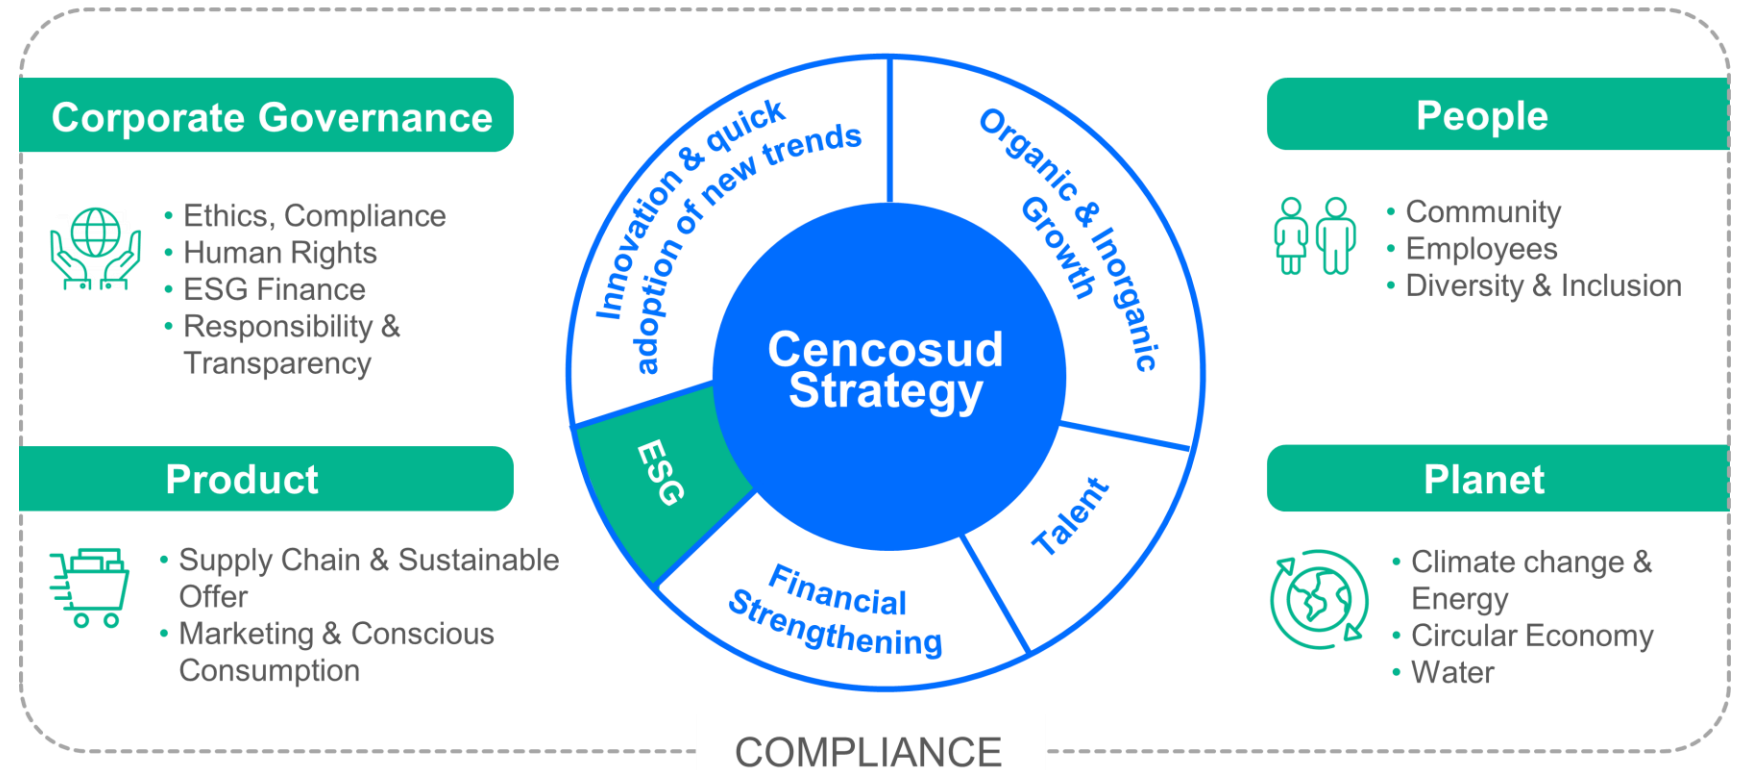 Corporate Governance
• Ethics, Compliance
• Human Rights
• ESG Finance
• Responsibility &
Transparency
Product
• Supply Chain & Sustainable
Offer
• Marketing & Conscious
Consumption
Innovation & quick
adoption of new trends
Organic & Inorganic
Growth
Cencosud
Strategy
ESG
Talent
Financial
Strengthening
People
• Community
• Employees
• Diversity & Inclusion
Planet
• Climate change &
Energy
• Circular Economy
• Water
COMPLIANCE